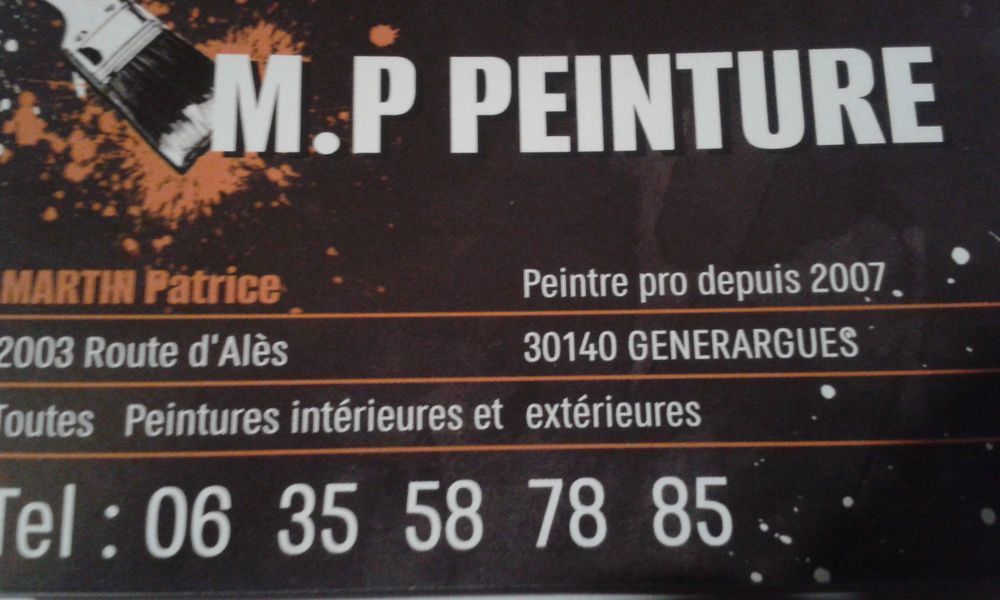 M.P PEINTURE
MARTIN Patrice
Peintre pro depuis 2007
2003 Route d'Alès
30140 GENERARGUES
Toutes Peintures intérieures et extérieures
Tel : 06 35 58 78 85